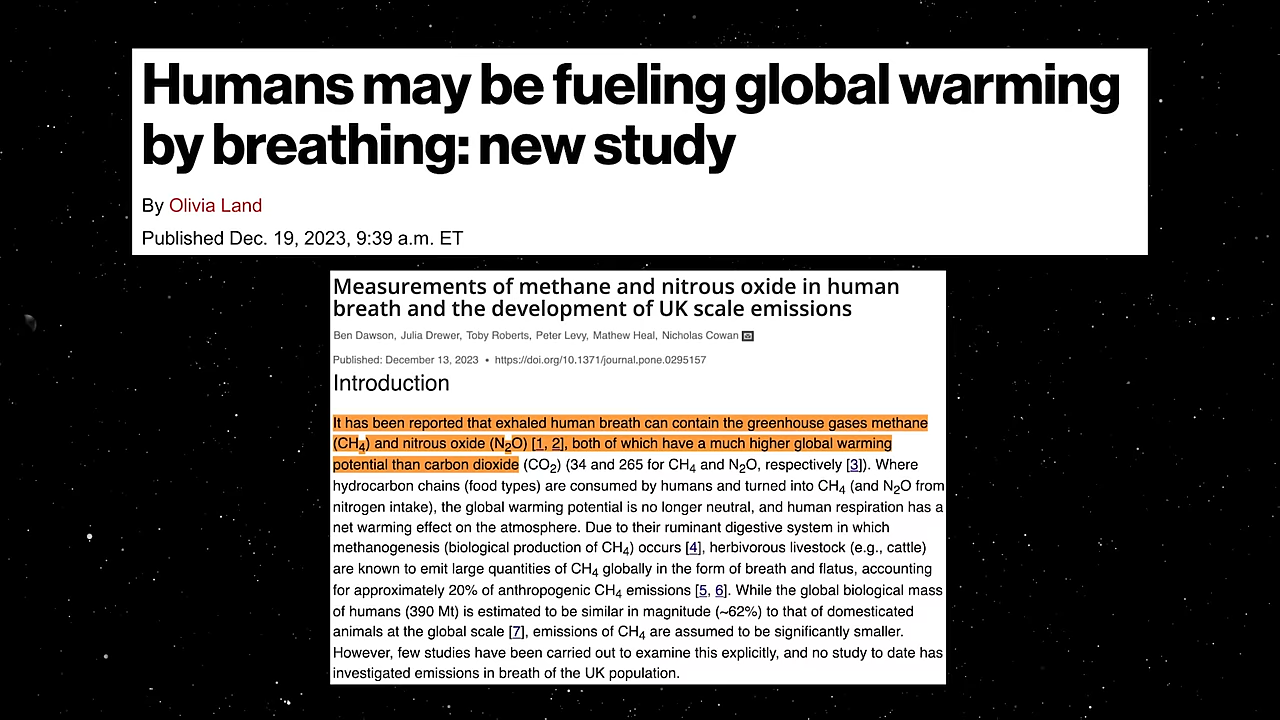 Humans may be fueling global warming
by breathing: new study
By Olivia Land
Published Dec. 19, 2023, 9:39 a.m. ET
Measurements of methane and nitrous oxide in human
breath and the development of UK scale emissions
Ben Dawson, Julia Drewer, Toby Roberts, Peter Levy, Mathew Heal, Nicholas Cowan
Published: December 13, 2023 • https://doi.org/10.1371/journal.pone.0295157
Introduction
It has been reported that exhaled human breath can contain the greenhouse gases methane
(CH₄) and nitrous oxide (N₂O) [1, 2], both of which have a much higher global warming
potential than carbon dioxide (CO₂) (34 and 265 for CH₄ and N₂O, respectively [3]). Where
hydrocarbon chains (food types) are consumed by humans and turned into CH₄ (and N₂O from
nitrogen intake), the global warming potential is no longer neutral, and human respiration has a
net warming effect on the atmosphere. Due to their ruminant digestive system in which
methanogenesis (biological production of CH₄) occurs [4], herbivorous livestock (e.g., cattle)
are known to emit large quantities of CH₄ globally in the form of breath and flatus, accounting
for approximately 20% of anthropogenic CH₄ emissions [5, 6]. While the global biological mass
of humans (390 Mt) is estimated to be similar in magnitude (~62%) to that of domesticated
animals at the global scale [7], emissions of CH₄ are assumed to be significantly smaller.
However, few studies have been carried out to examine this explicitly, and no study to date has
investigated emissions in breath of the UK population.